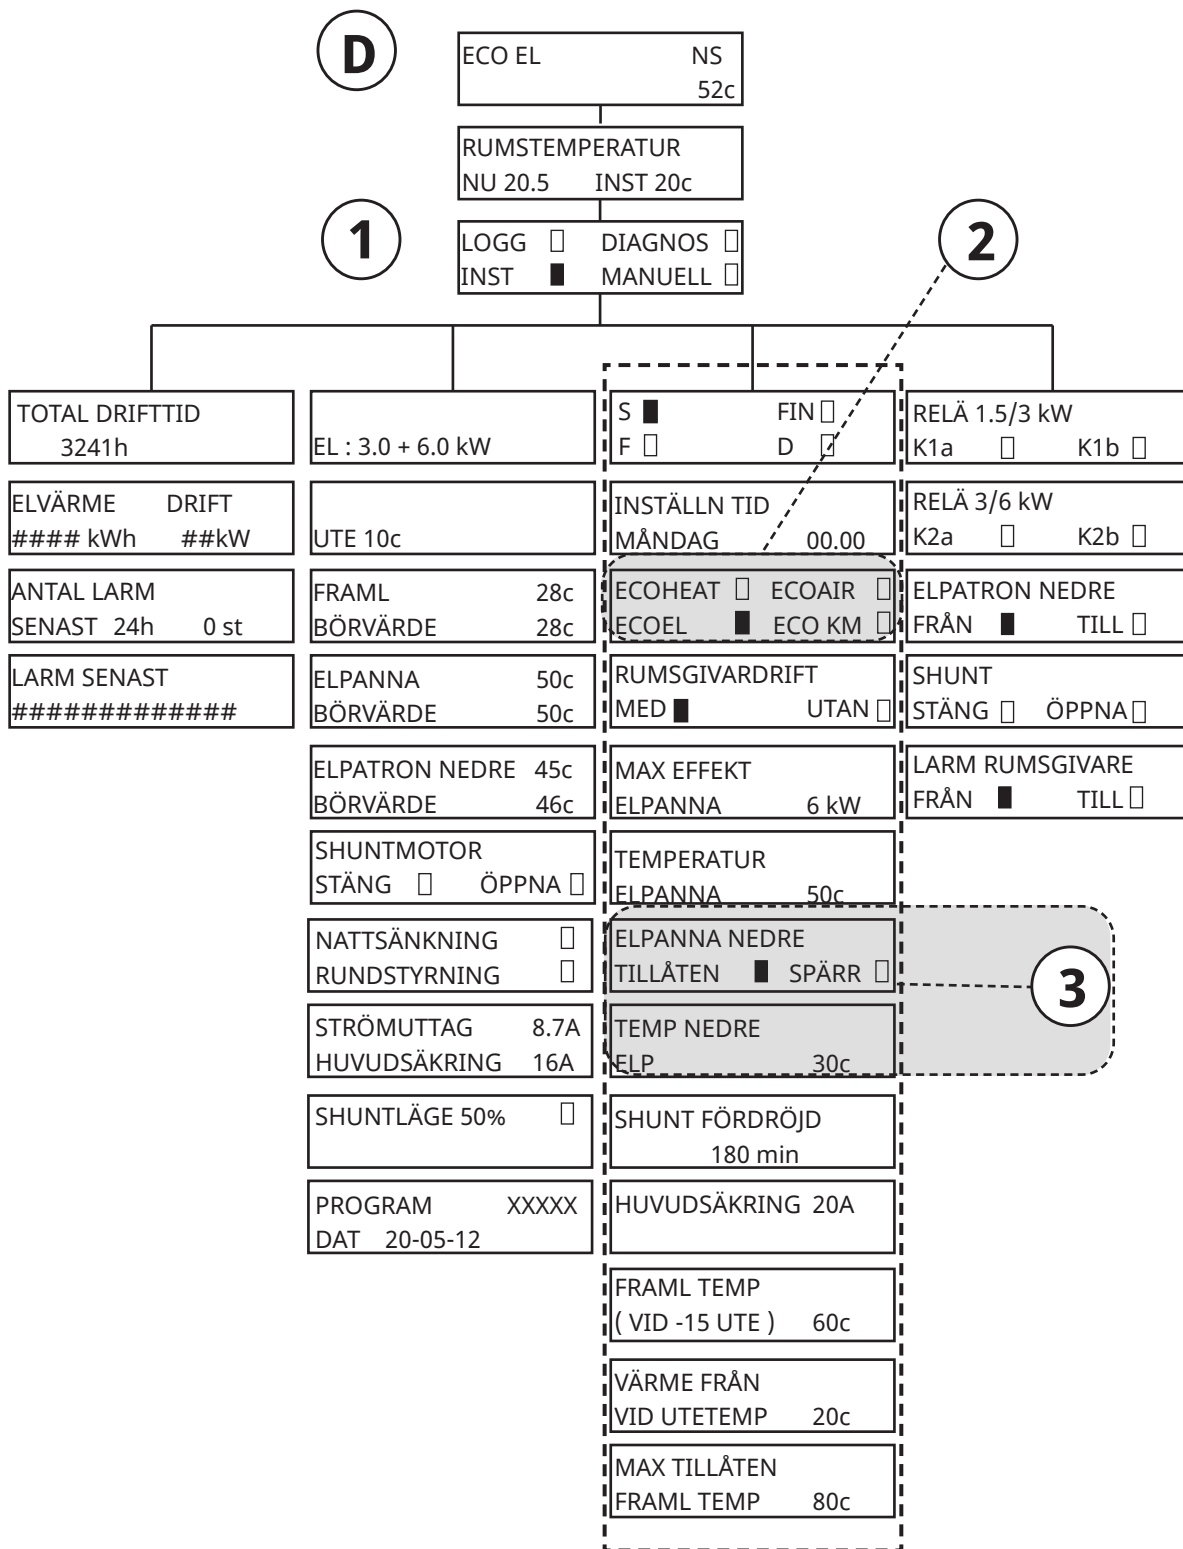 D
ECO EL NS
52c
RUMSTEMPERATUR
NU 20.5 INST 20c
1
LOGG ▯ DIAGNOS ▯
INST ▮ MANUELL ▯
2
TOTAL DRIFTTID
3241h
ELVÄRME DRIFT
#### kWh ##kW
ANTAL LARM
SENAST 24h 0 st
LARM SENAST
#############
EL : 3.0 + 6.0 kW
UTE 10c
FRAML 28c
BÖRVÄRDE 28c
ELPANNA 50c
BÖRVÄRDE 50c
ELPATRON NEDRE 45c
BÖRVÄRDE 46c
SHUNTMOTOR
STÄNG ▯ ÖPPNA ▯
NATTSÄNKNING ▯
RUNDSTYRNING ▯
STRÖMUTTAG 8.7A
HUVUDSÄKRING 16A
SHUNTLÄGE 50% ▯
PROGRAM XXXXX
DAT 20-05-12
S ▮ FIN ▯
F ▯ D ▯
INSTÄLLN TID
MÅNDAG 00.00
ECOHEAT ▯ ECOAIR ▯
ECOEL ▮ ECO KM ▯
RUMSGIVARDRIFT
MED ▮ UTAN ▯
MAX EFFEKT
ELPANNA 6 kW
TEMPERATUR
ELPANNA 50c
ELPANNA NEDRE
TILLÅTEN ▮ SPÄRR ▯
3
TEMP NEDRE
ELP 30c
SHUNT FÖRDRÖJD
180 min
HUVUDSÄKRING 20A
FRAML TEMP
( VID -15 UTE ) 60c
VÄRME FRÅN
VID UTETEMP 20c
MAX TILLÅTEN
FRAML TEMP 80c
RELÄ 1.5/3 kW
K1a ▯ K1b ▯
RELÄ 3/6 kW
K2a ▯ K2b ▯
ELPATRON NEDRE
FRÅN ▮ TILL ▯
SHUNT
STÄNG ▯ ÖPPNA ▯
LARM RUMSGIVARE
FRÅN ▮ TILL ▯